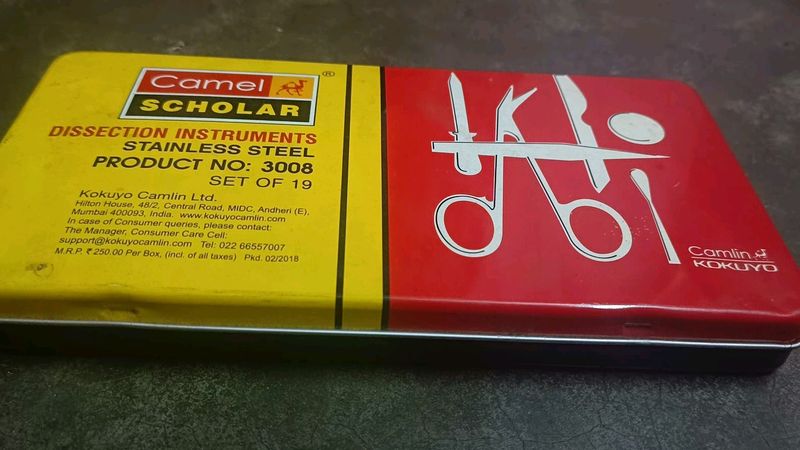 Camel
SCHOLAR
®
DISSECTION INSTRUMENTS
STAINLESS STEEL
PRODUCT NO: 3008
SET OF 19
Kokuyo Camlin Ltd.
Hilton House, 48/2, Central Road, MIDC, Andheri (E),
Mumbai 400093, India. www.kokuyocamlin.com
In case of Consumer queries, please contact:
The Manager, Consumer Care Cell:
support@kokuyocamlin.com Tel: 022 66557007
M.R.P. ₹ 250.00 Per Box, (incl. of all taxes) Pkd. 02/2018
Camlin
KOKUYO